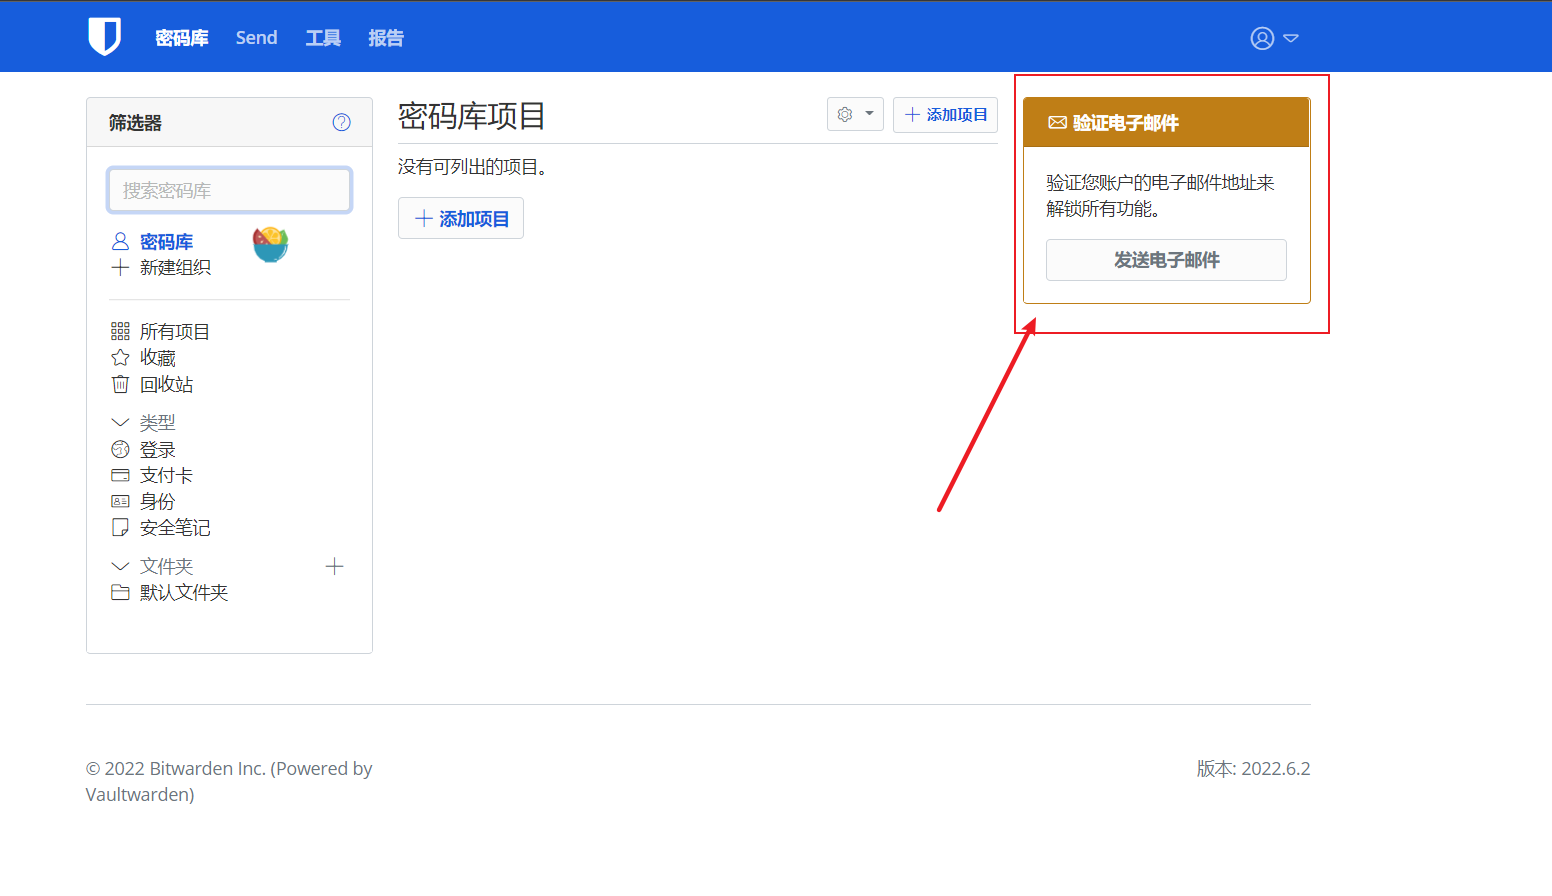 密码库 Send 工具 报告
筛选器
搜索密码库
密码库
新建组织
所有项目
收藏
回收站
类型
登录
支付卡
身份
安全笔记
文件夹
默认文件夹
密码库项目
添加项目
没有可列出的项目。
添加项目
验证电子邮件
验证您账户的电子邮件地址来
解锁所有功能。
发送电子邮件
© 2022 Bitwarden Inc. (Powered by
Vaultwarden)
版本: 2022.6.2